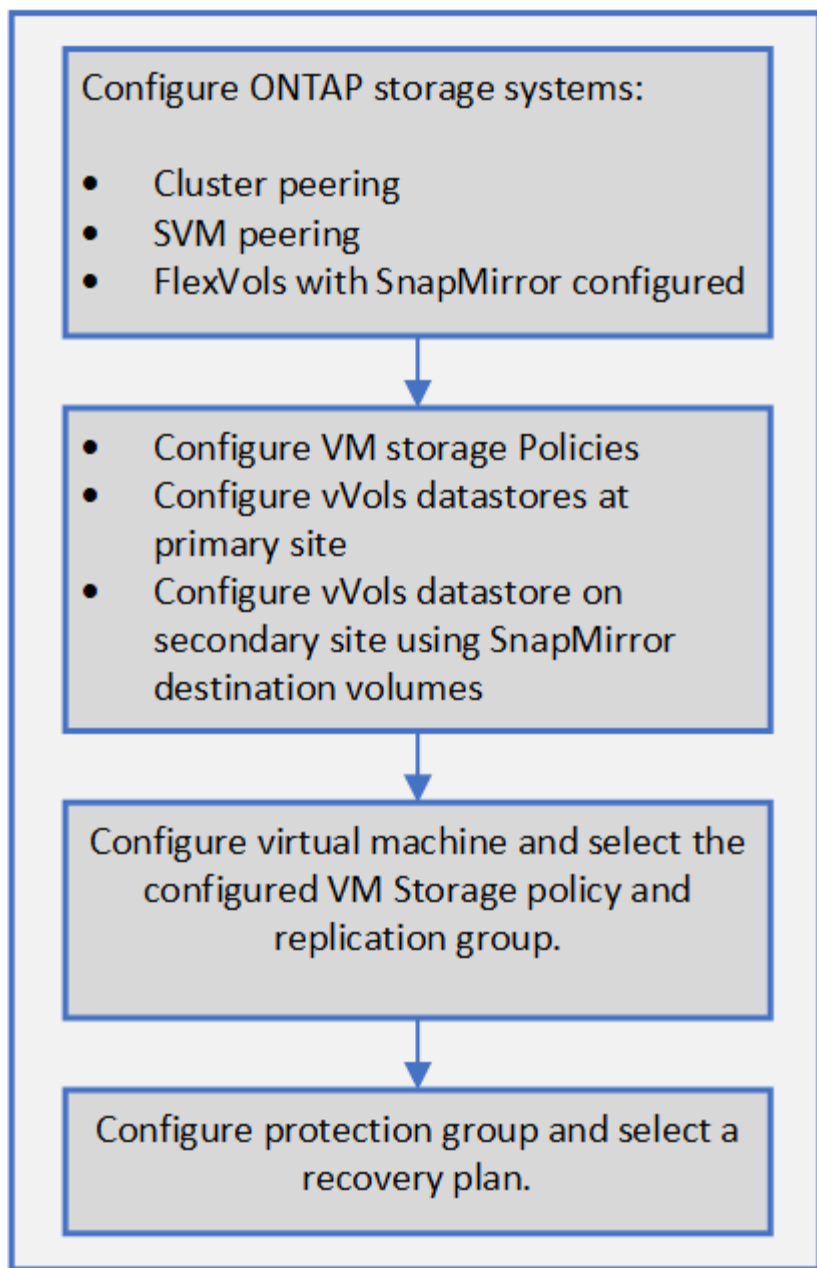 Configure ONTAP storage systems:
• Cluster peering
• SVM peering
• FlexVols with SnapMirror configured
• Configure VM storage Policies
• Configure vVols datastores at
primary site
• Configure vVols datastore on
secondary site using SnapMirror
destination volumes
Configure virtual machine and select the
configured VM Storage policy and
replication group.
Configure protection group and select a
recovery plan.